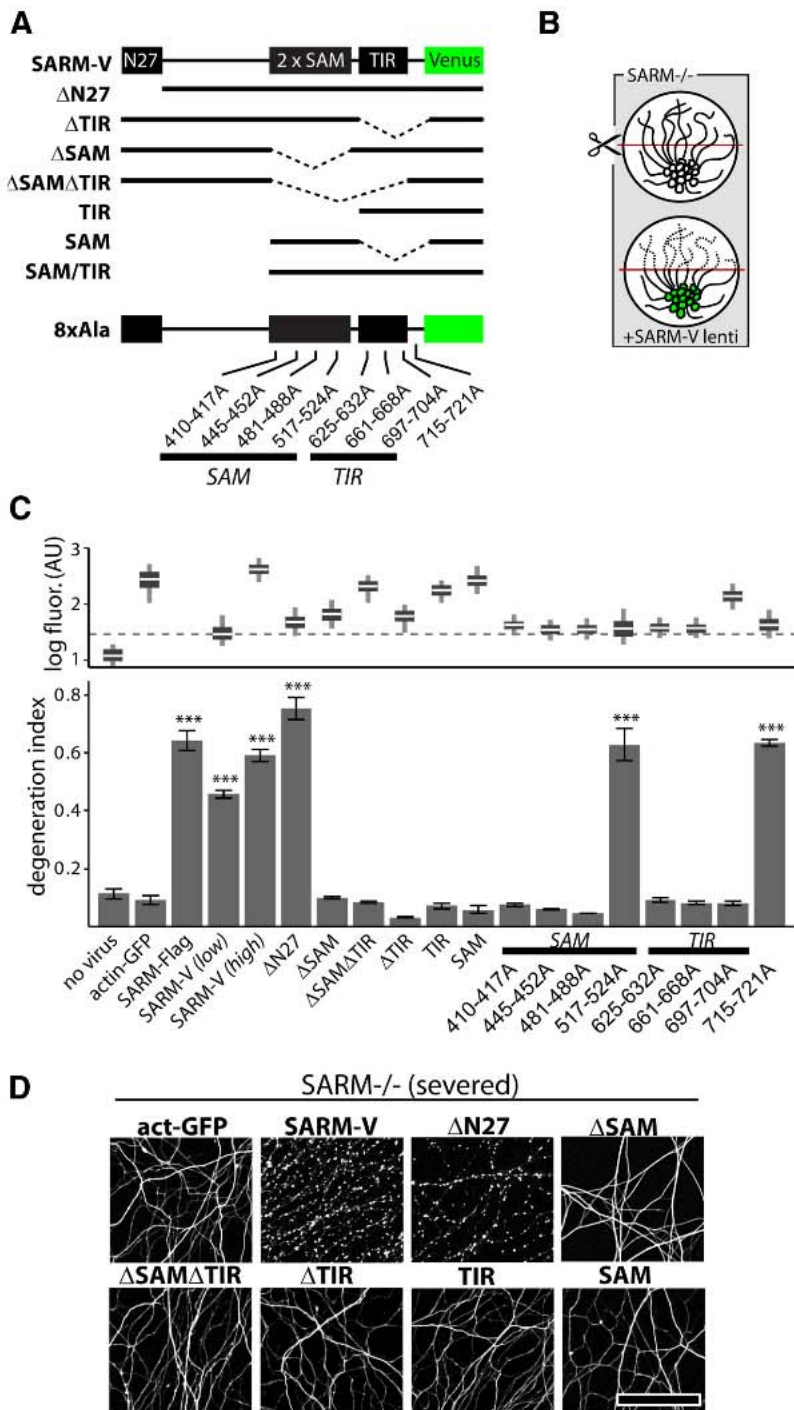 A
SARM-V
N27
2 x SAM
TIR
Venus
ΔN27
ΔTIR
ΔSAM
ΔSAMΔTIR
TIR
SAM
SAM/TIR
8xAla
410-417A
445-452A
481-488A
517-524A
625-632A
661-668A
697-704A
715-721A
SAM
TIR
B
SARM-/-
+SARM-V lenti
C
log fluor. (AU)
3
2
1
degeneration index
0.8
0.6
0.4
0.2
***
***
***
***
***
***
no virus
actin-GFP
SARM-Flag
SARM-V (low)
SARM-V (high)
ΔN27
ΔSAM
ΔSAMΔTIR
ΔTIR
TIR
SAM
SAM
410-417A
445-452A
481-488A
517-524A
TIR
625-632A
661-668A
697-704A
715-721A
D
SARM-/- (severed)
act-GFP SARM-V ΔN27 ΔSAM
ΔSAMΔTIR ΔTIR TIR SAM